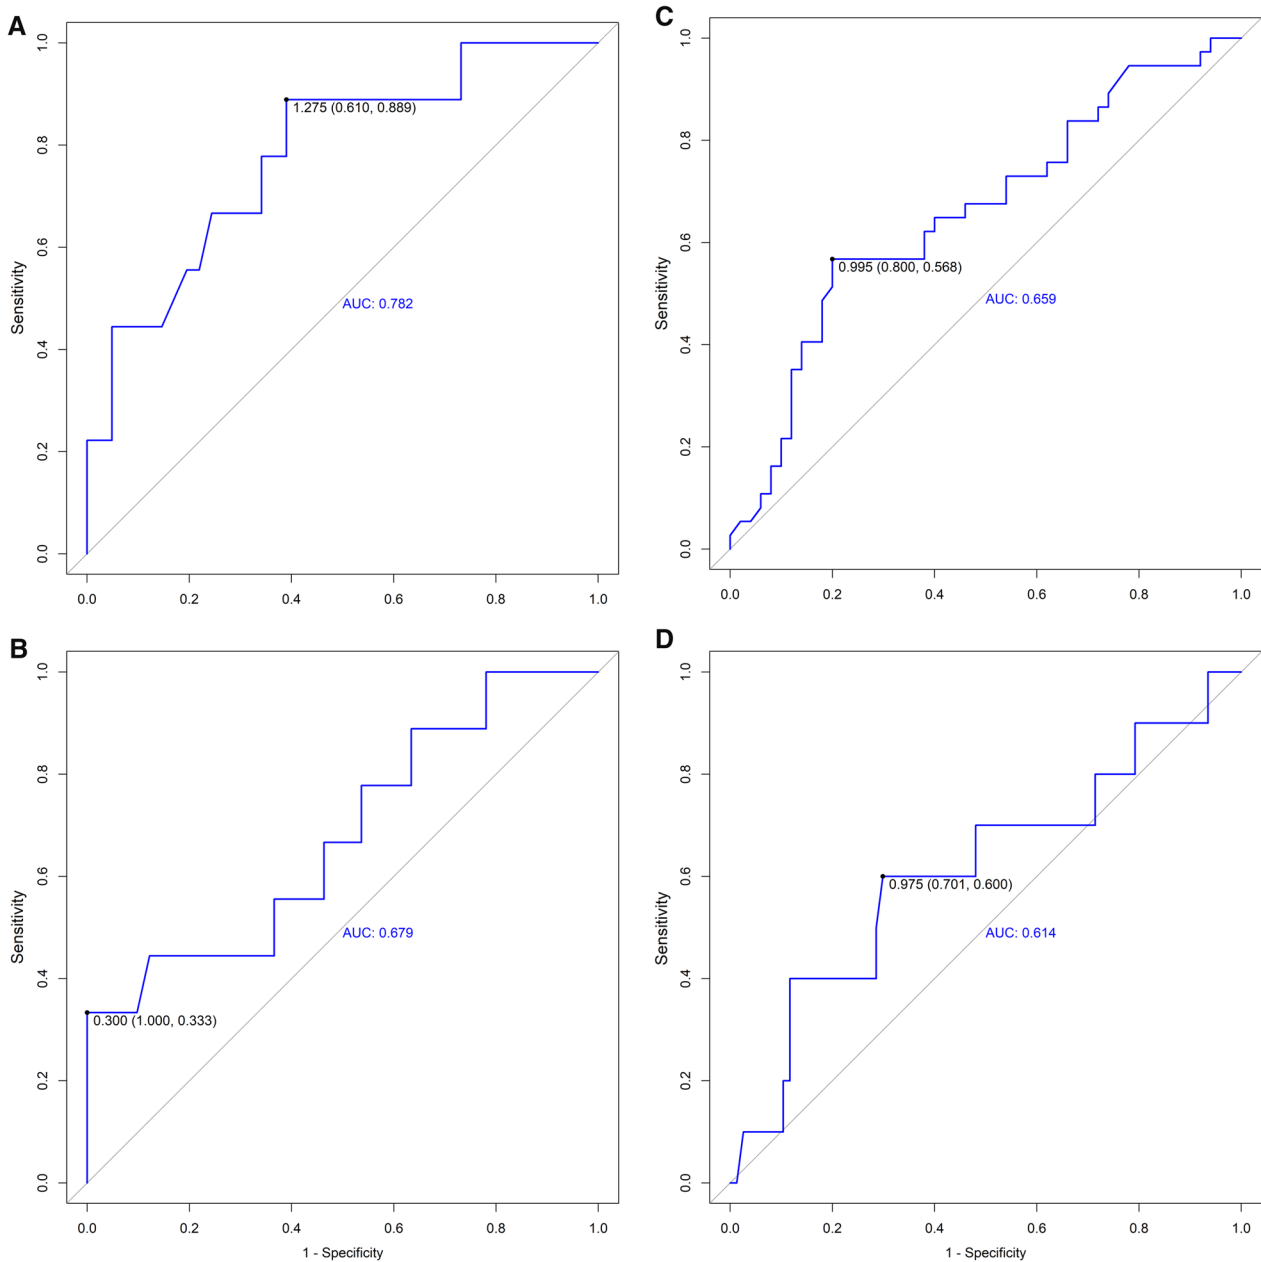 A
Sensitivity
1.0
0.8
0.6
0.4
0.2
0.0
1.275 (0.610, 0.889)
AUC: 0.782
0.0 0.2 0.4 0.6 0.8 1.0
C
Sensitivity
1.0
0.8
0.6
0.4
0.2
0.0
0.995 (0.800, 0.568)
AUC: 0.659
0.0 0.2 0.4 0.6 0.8 1.0
B
Sensitivity
1.0
0.8
0.6
0.4
0.2
0.0
AUC: 0.679
0.300 (1.000, 0.333)
0.0 0.2 0.4 0.6 0.8 1.0
1 - Specificity
D
Sensitivity
1.0
0.8
0.6
0.4
0.2
0.0
0.975 (0.701, 0.600)
AUC: 0.614
0.0 0.2 0.4 0.6 0.8 1.0
1 - Specificity